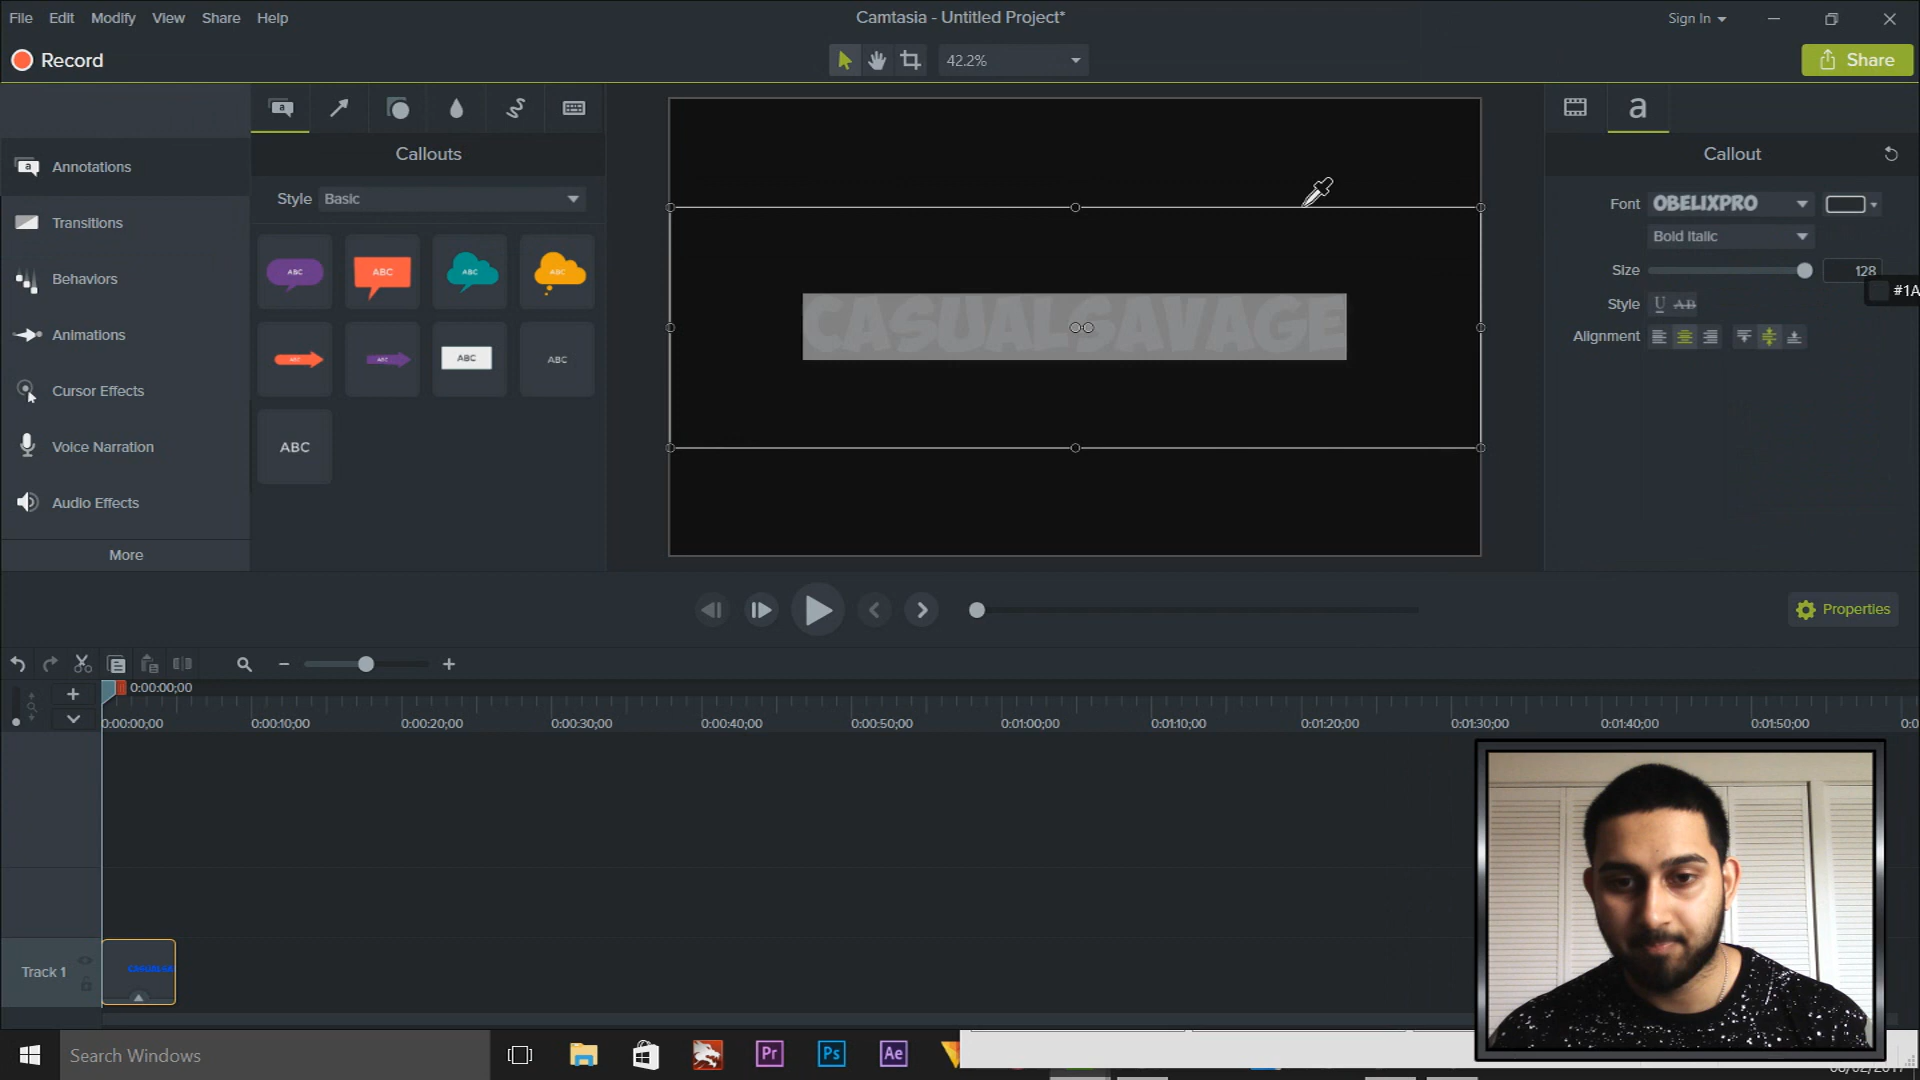 File Edit Modify View Share Help
Camtasia - Untitled Project*
Sign In
Record
42.2%
Share
Callouts
Callout
Annotations
Style Basic
Font OBELIXPRO
Transitions
Bold Italic
ABC ABC ABC ABC
Size 128
Behaviors
#1A
CASUALSAVAGE
Style U AB
Animations
Alignment
ABC ABC ABC ABC
Cursor Effects
Voice Narration
ABC
Audio Effects
More
Properties
0:00:00;00
0:00:00;00 0:00:10;00 0:00:20;00 0:00:30;00 0:00:40;00 0:00:50;00 0:01:00;00 0:01:10;00 0:01:20;00 0:01:30;00 0:01:40;00 0:01:50;00 0:0
Track 1
CASUALSA
Search Windows
Pr Ps Ae